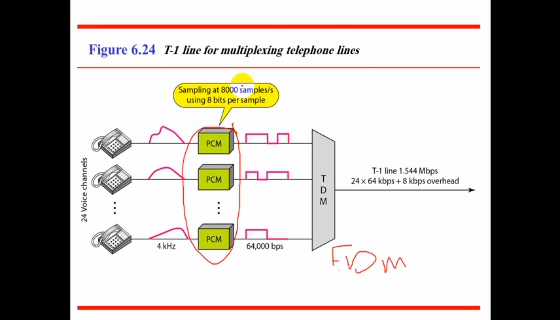 Figure 6.24 T-1 line for multiplexing telephone lines
Sampling at 8000 samples/s
using 8 bits per sample
24 Voice channels
PCM
PCM
PCM
4 kHz
64,000 bps
T
D
M
T-1 line 1.544 Mbps
24 × 64 kbps + 8 kbps overhead
FDM